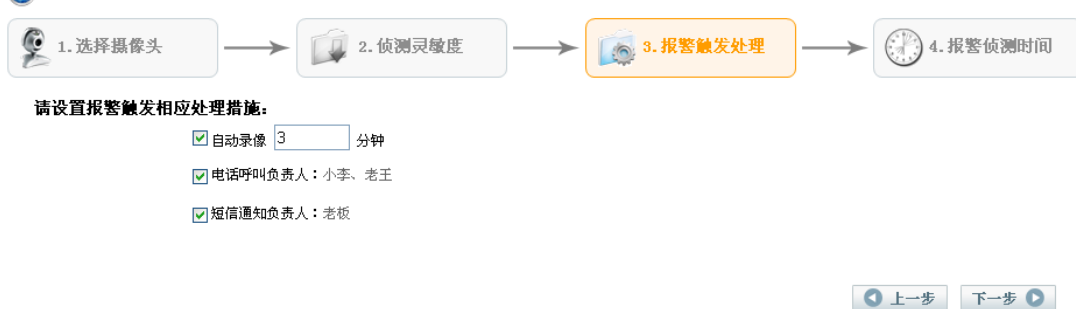 1.选择摄像头 2.侦测灵敏度 3.报警触发处理 4.报警侦测时间
请设置报警触发相应处理措施：
自动录像 3 分钟
电话呼叫负责人：小李、老王
短信通知负责人：老板
上一步 下一步